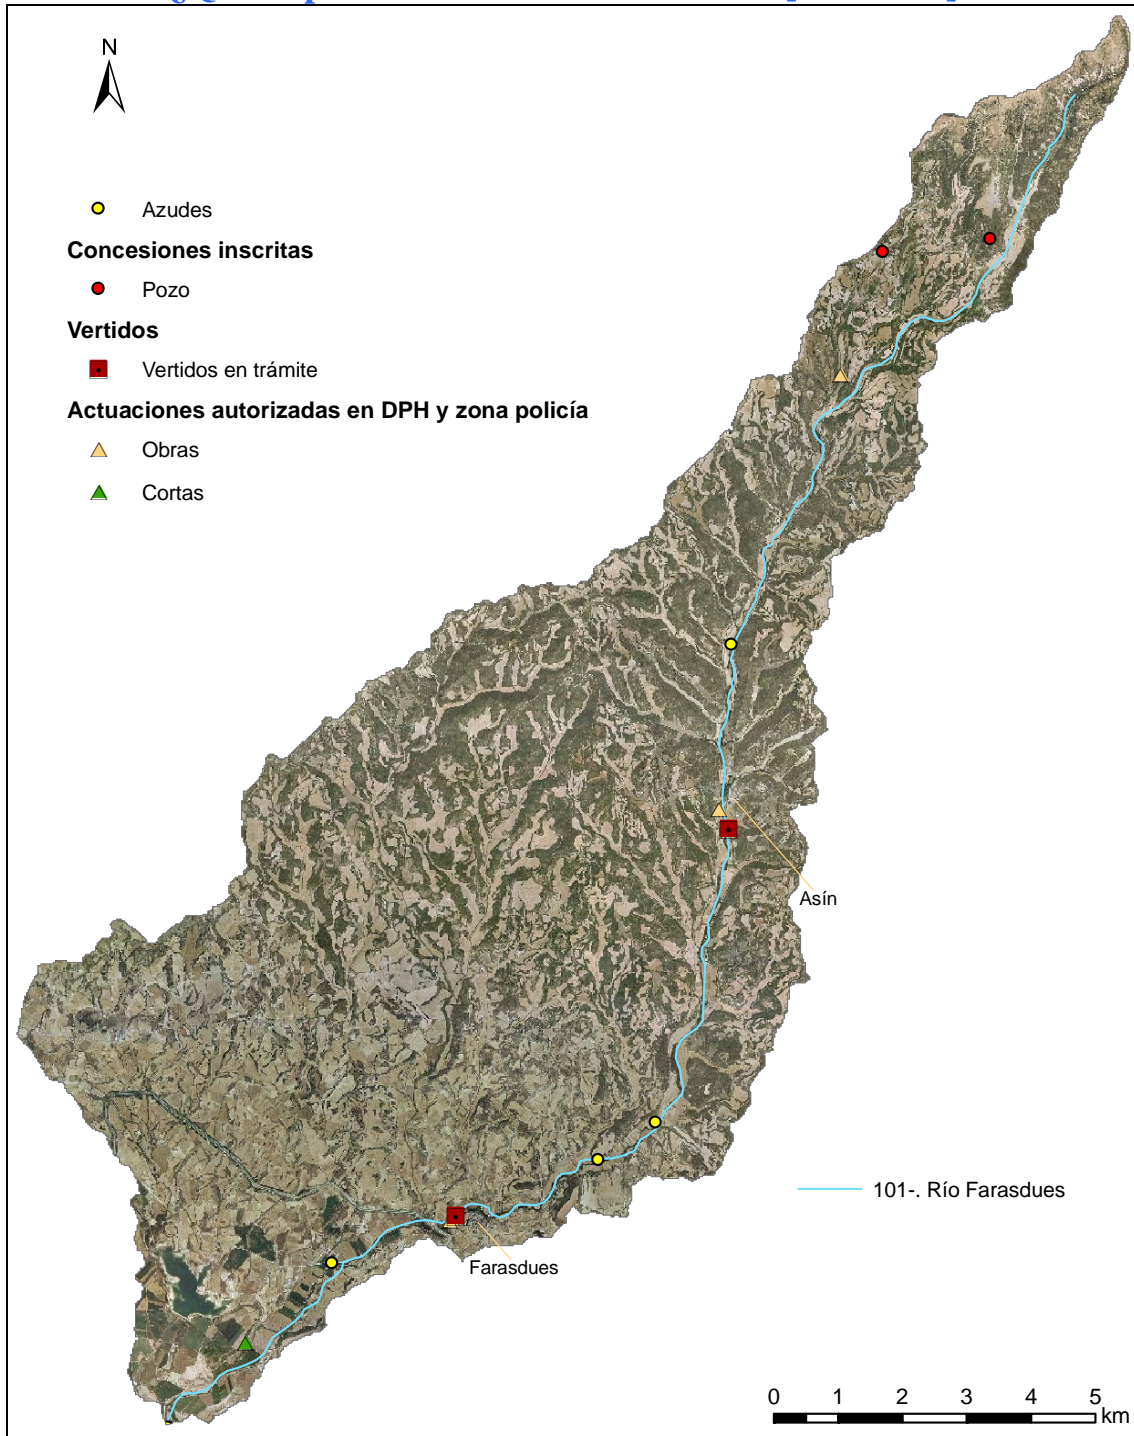 N
Azudes
Concesiones inscritas
Pozo
Vertidos
Vertidos en trámite
Actuaciones autorizadas en DPH y zona policía
Obras
Cortas
Asín
101-. Río Farasdues
Farasdues
0 1 2 3 4 5
km